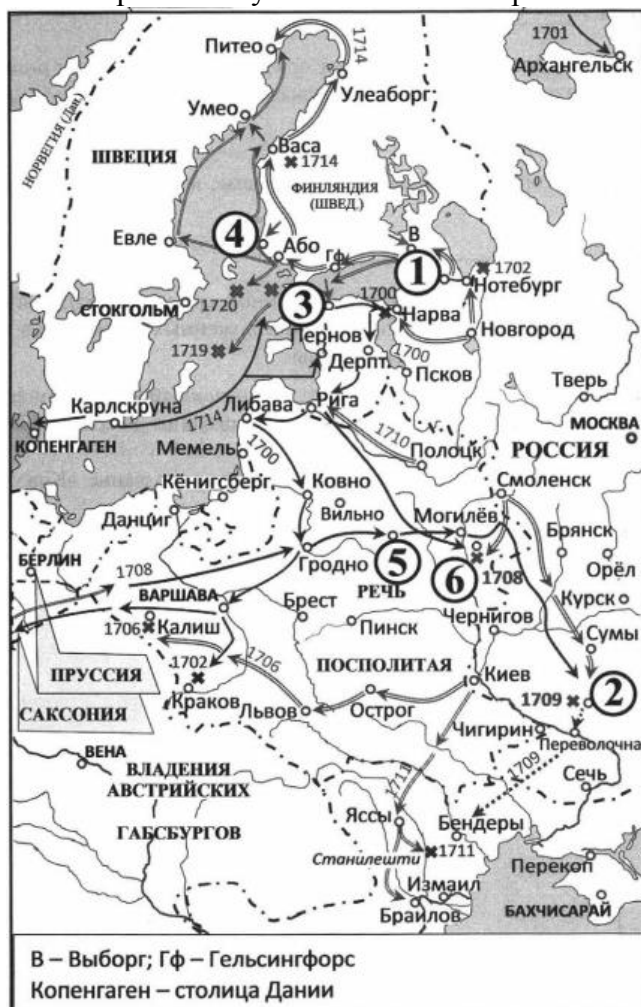 1701
Архангельск
Питео
1714
Улеаборг
Умео
НОРВЕГИЯ (Дан.)
Васа
1714
ШВЕЦИЯ
ФИНЛЯНДИЯ
(ШВЕД.)
4
Евле
Або
Гф
В
1
1702
Нотебург
СТОКГОЛЬМ
1720
3
1700
Нарва
Новгород
1719
Пернов
Дерпт
1700
Псков
Тверь
Карлскруна
1714
Либава
Рига
МОСКВА
КОПЕНГАГЕН
1710
Полоцк
РОССИЯ
Мемель
1700
Смоленск
Кёнигсберг
Ковно
Вильно
Могилёв
Брянск
Данциг
БЕРЛИН
1708
Гродно
5
6
1708
Орёл
РЕЧЬ
Курск
ВАРШАВА
Брест
Чернигов
1706
Калиш
Пинск
Сумы
ПРУССИЯ
1702
1706
ПОСПОЛИТАЯ
Киев
1709
2
САКСОНИЯ
Краков
Львов
Острог
Чигирин
Переволочна
ВЕНА
ВЛАДЕНИЯ
АВСТРИЙСКИХ
ГАБСБУРГОВ
1711
1709
Сечь
Яссы
Бендеры
Станилешти
1711
Перекоп
Измаил
Браилов
БАХЧИСАРАЙ
В – Выборг; Гф – Гельсингфорс
Копенгаген – столица Дании